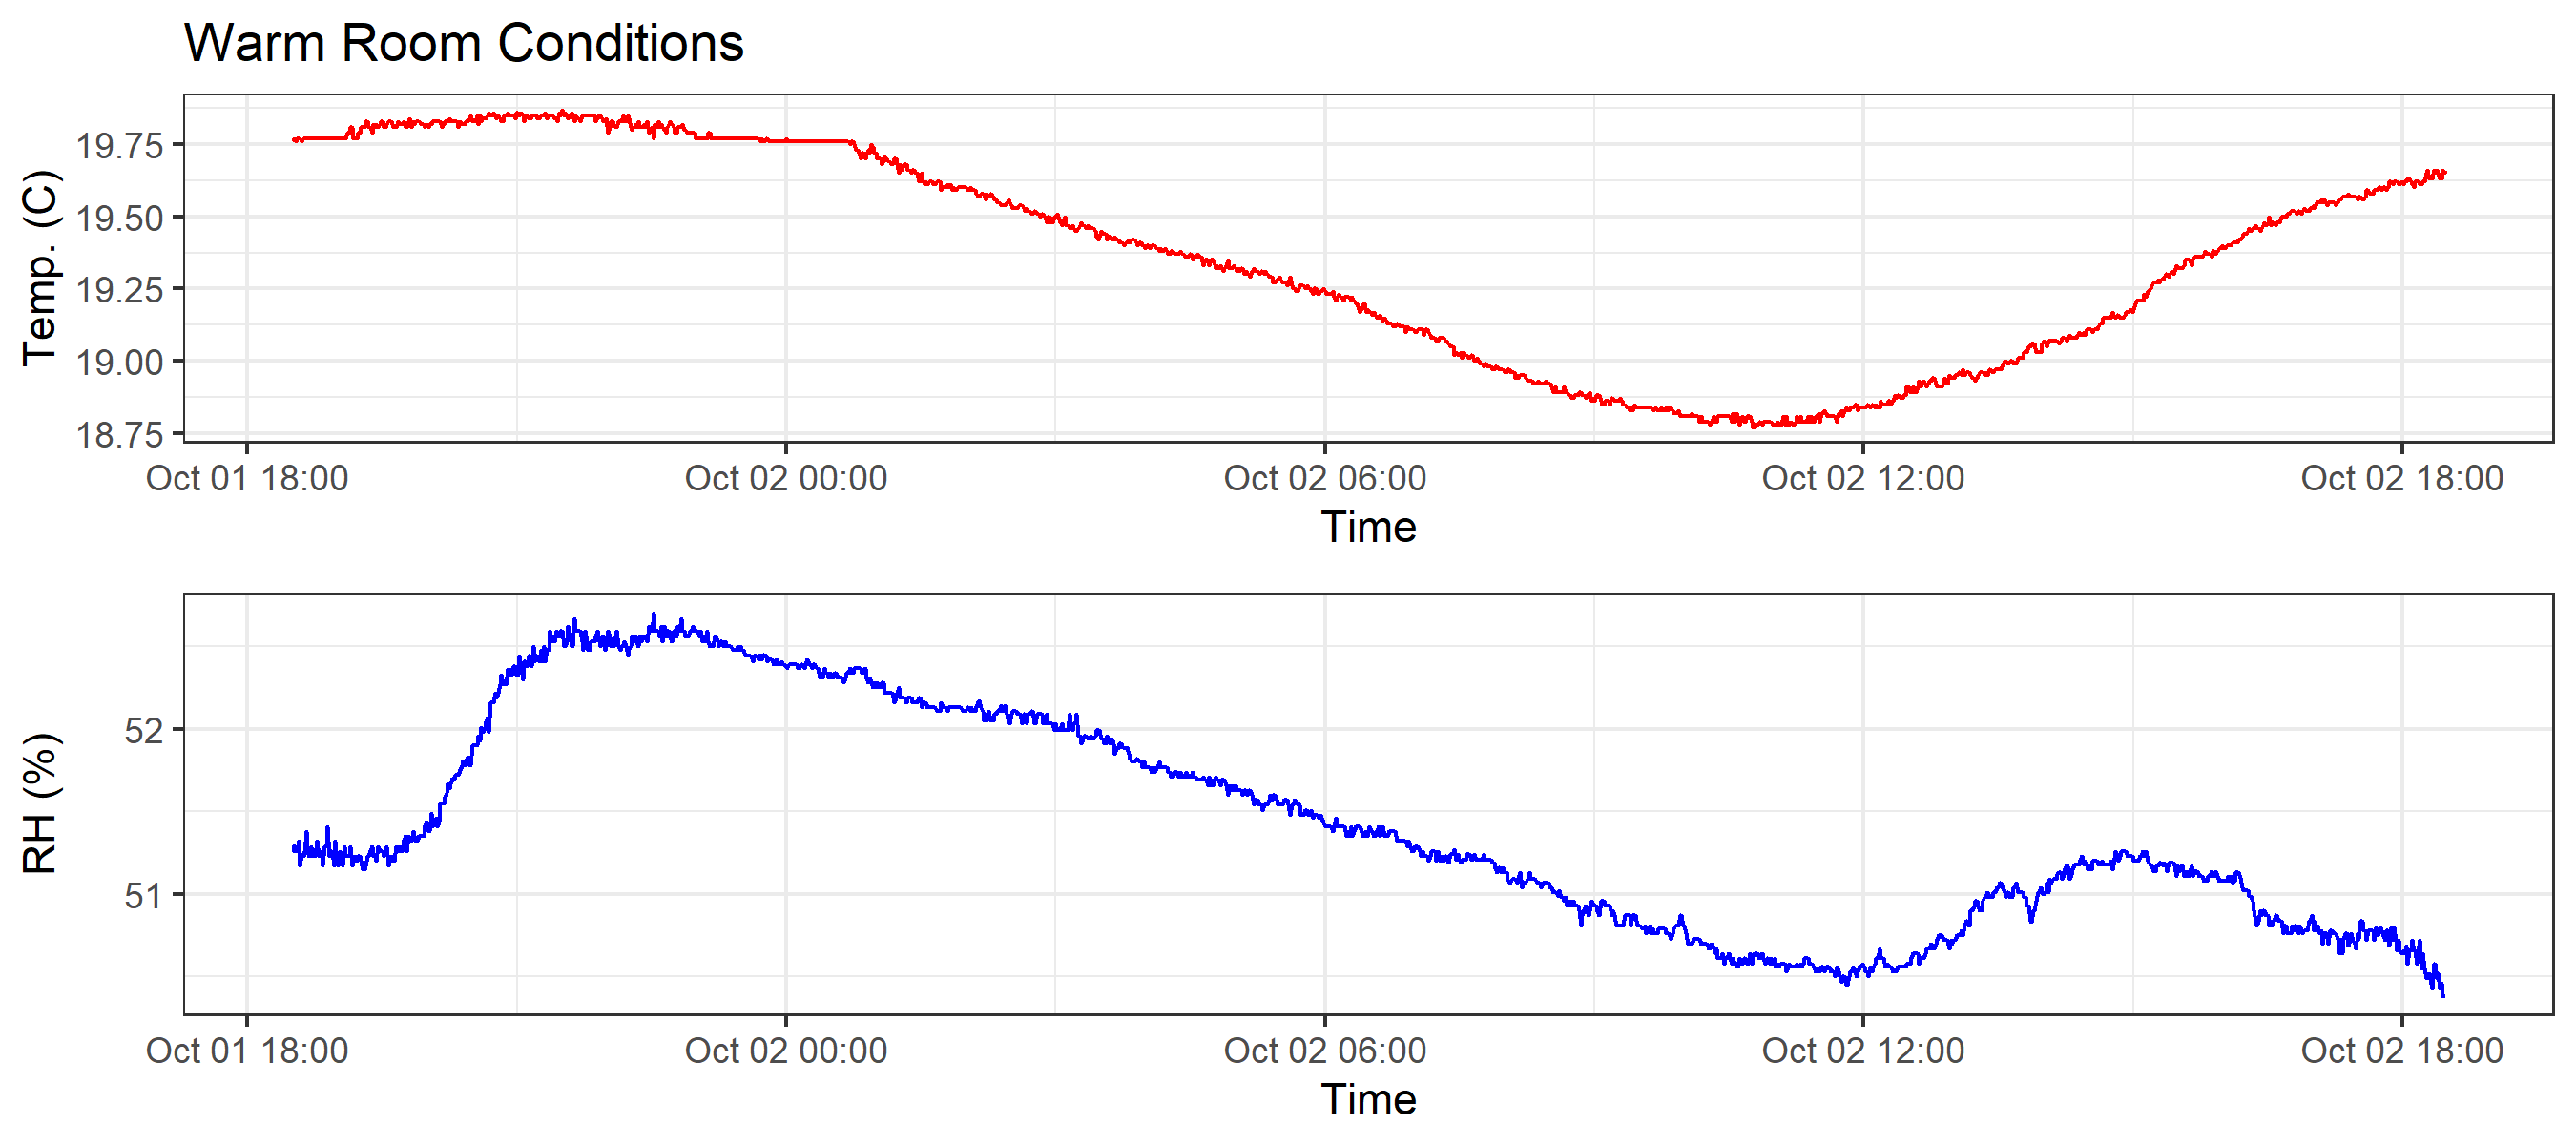 Warm Room Conditions
Temp. (C)
19.75
19.50
19.25
19.00
18.75
Oct 01 18:00 Oct 02 00:00 Oct 02 06:00 Oct 02 12:00 Oct 02 18:00
Time
RH (%)
52
51
Oct 01 18:00 Oct 02 00:00 Oct 02 06:00 Oct 02 12:00 Oct 02 18:00
Time